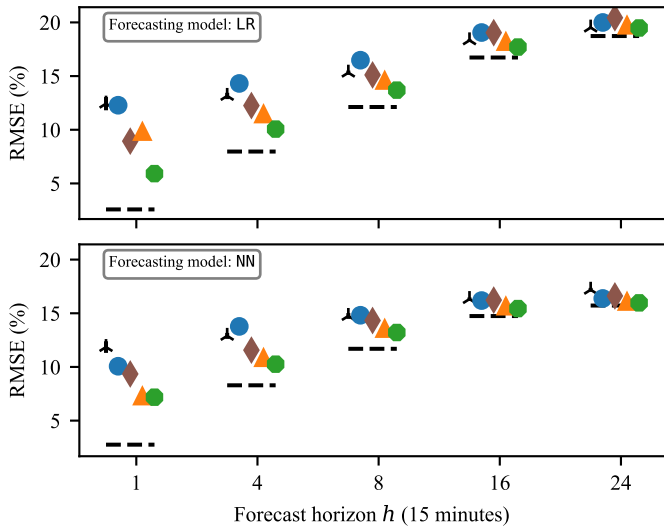 Forecasting model: LR
RMSE (%)
20
15
10
5
Forecasting model: NN
RMSE (%)
20
15
10
5
1
4
8
16
24
Forecast horizon h (15 minutes)